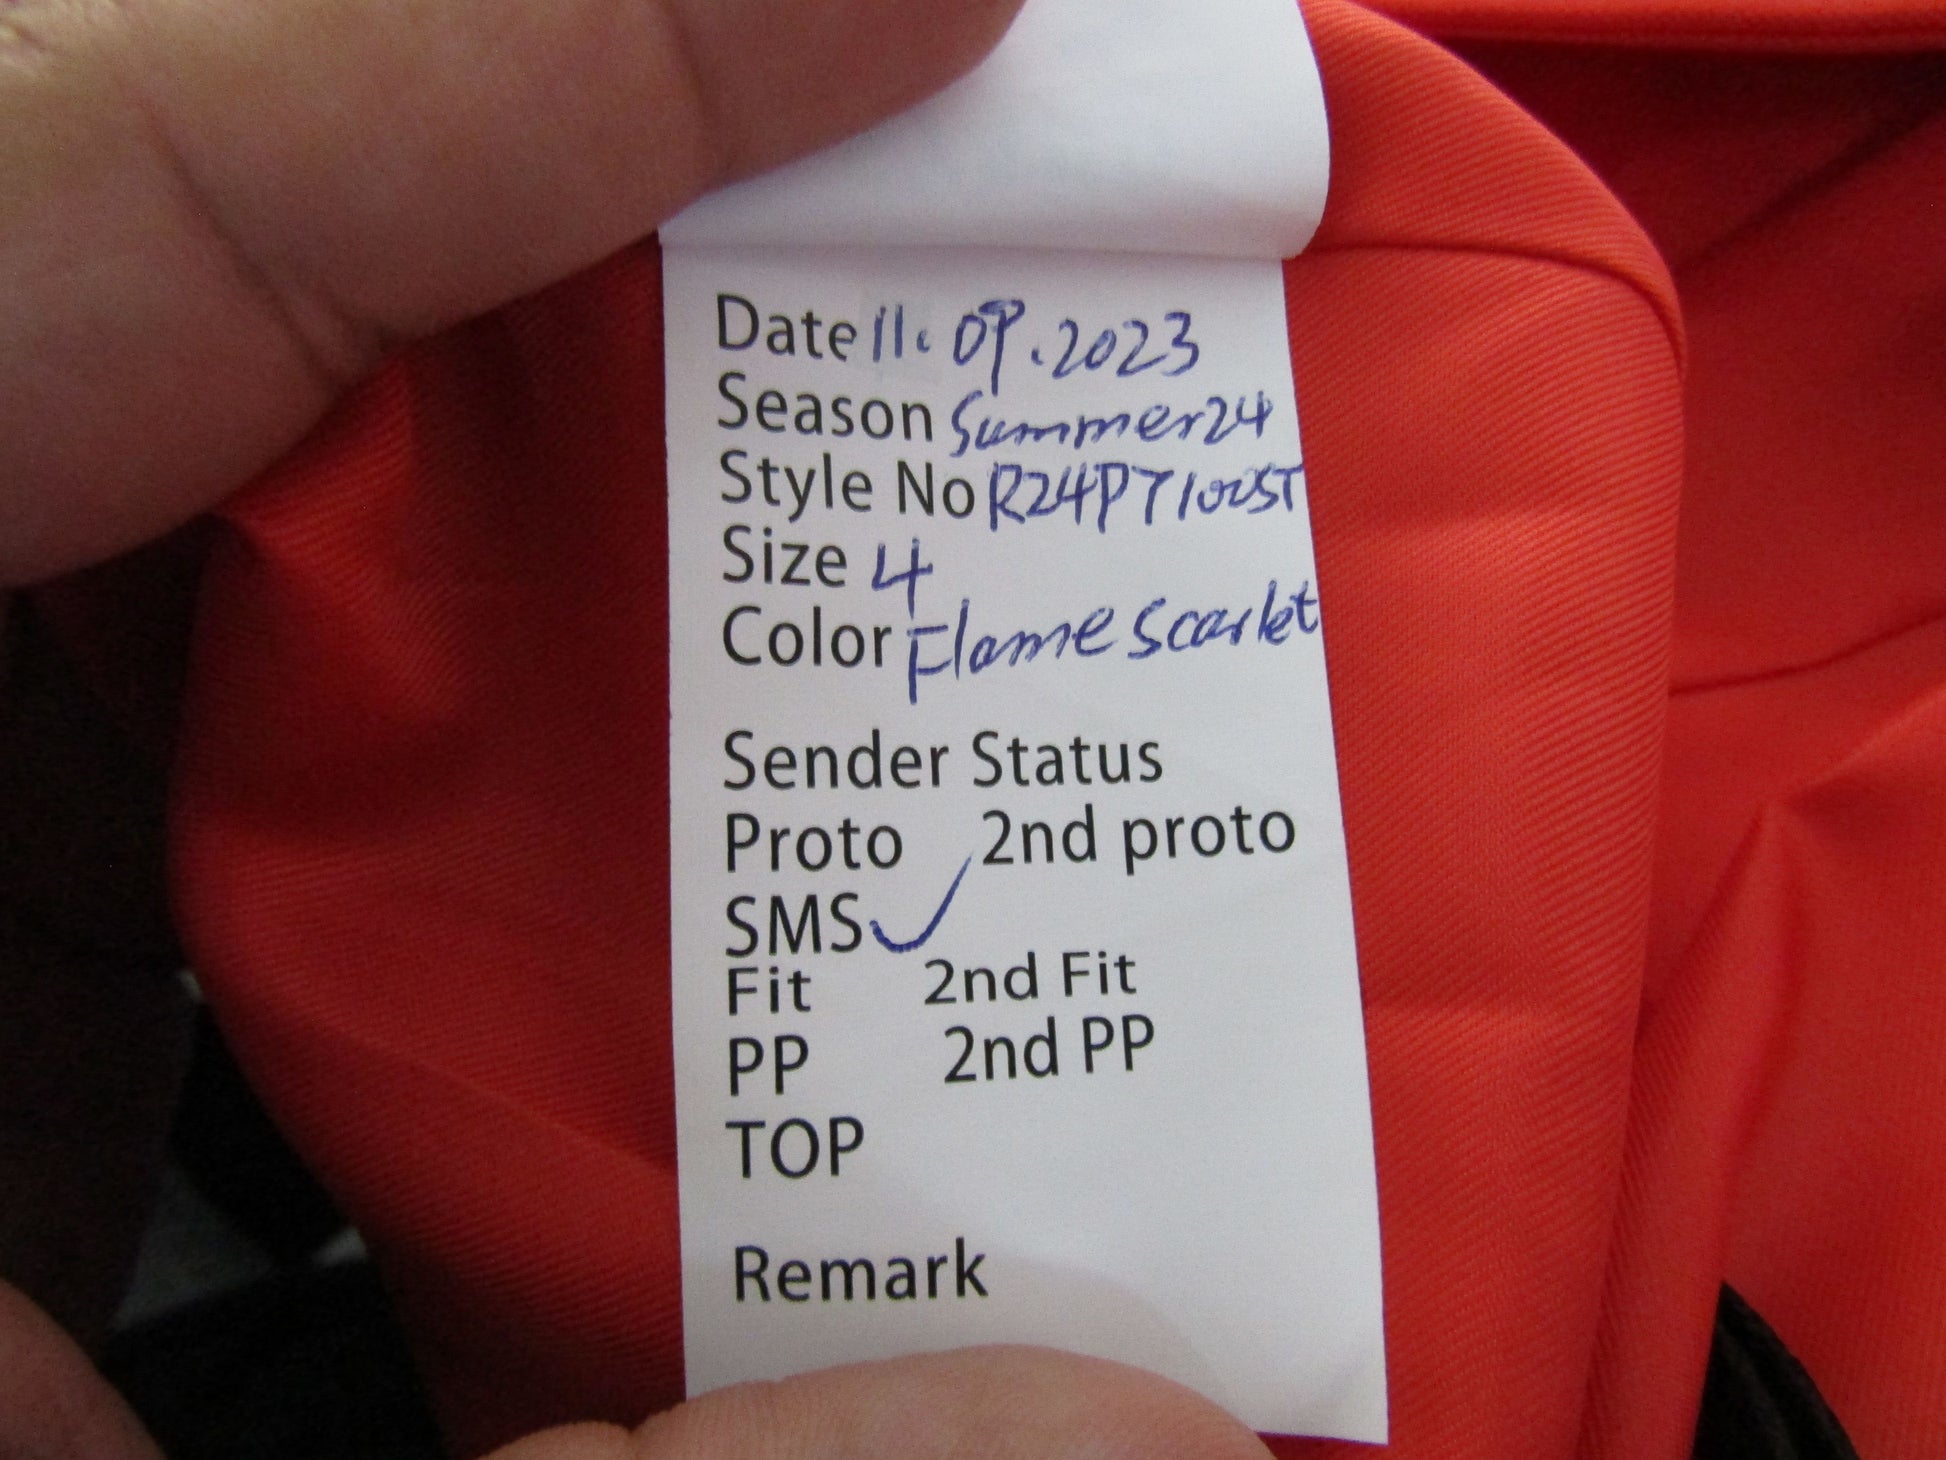 Date 11. 09. 2023
Season Summer24
Style No R24PT1005T
Size 4
Color Flame Scarlet
Sender Status
Proto 2nd proto
SMS ✓
Fit 2nd Fit
PP 2nd PP
TOP
Remark